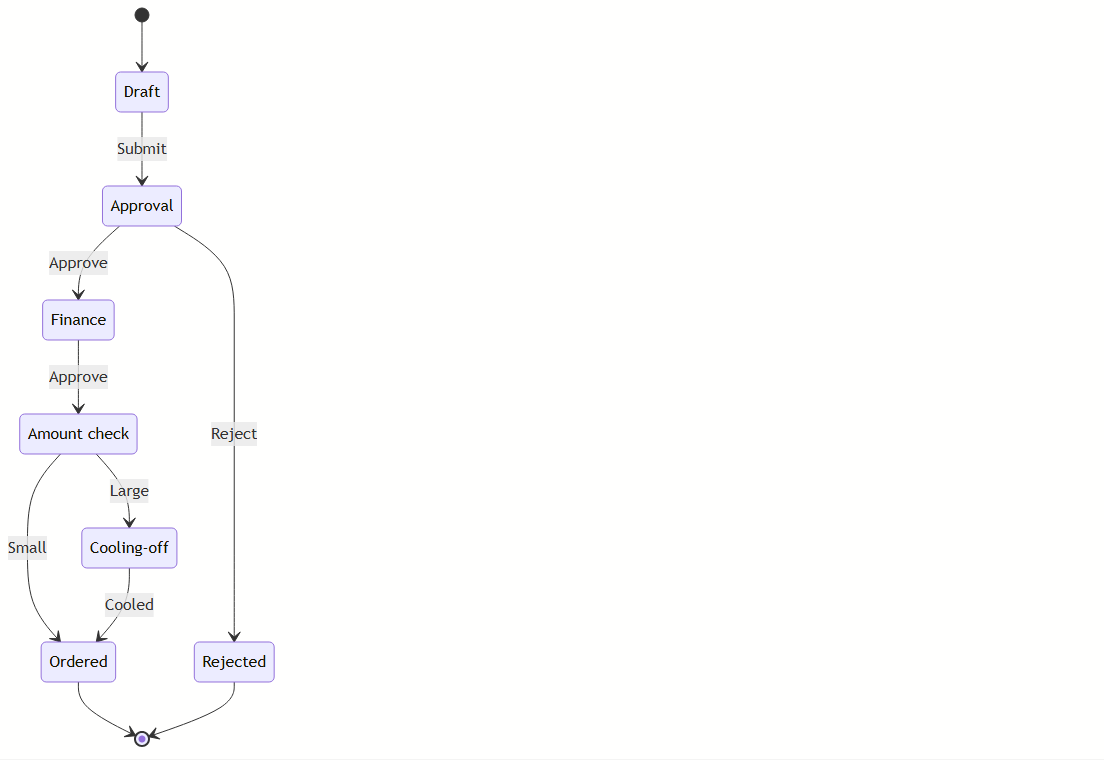 Draft
Submit
Approval
Approve
Finance
Approve
Amount check
Reject
Large
Small
Cooling-off
Cooled
Ordered
Rejected